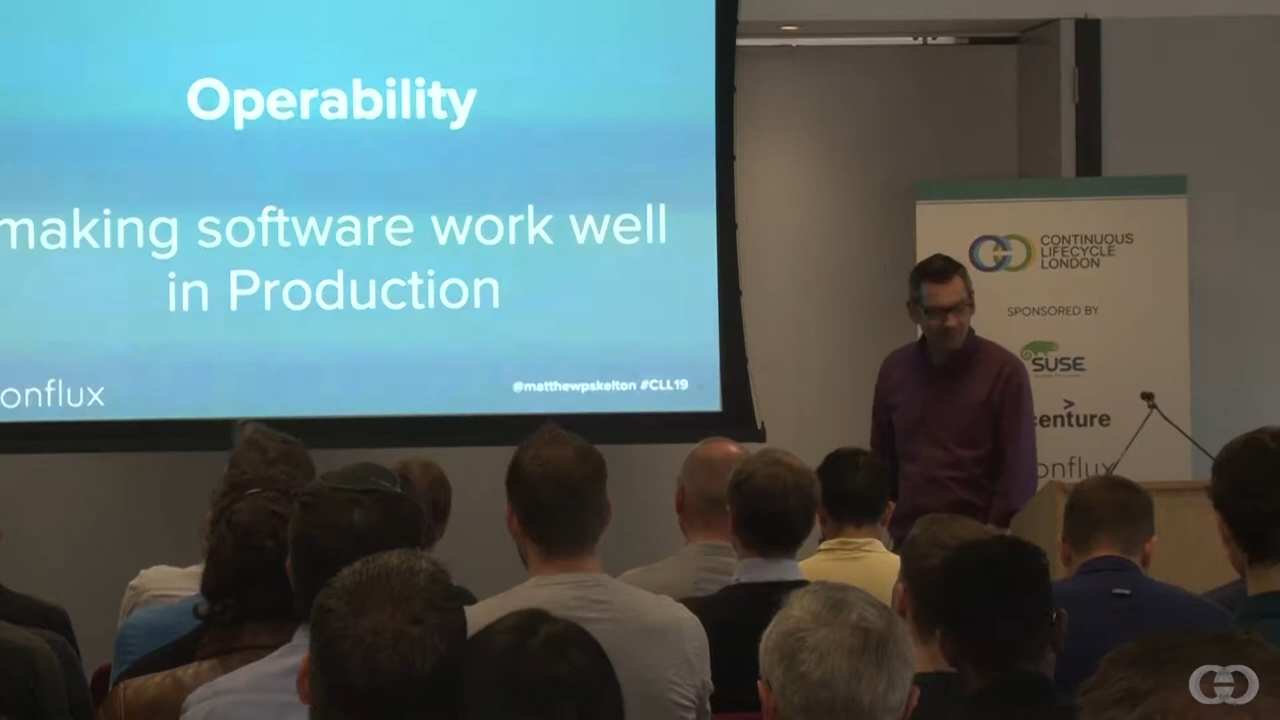 Operability
making software work well
in Production
onflux
@matthewpskelton #CLL19
CONTINUOUS
LIFECYCLE
LONDON
SPONSORED BY
SUSE
centure
onflux